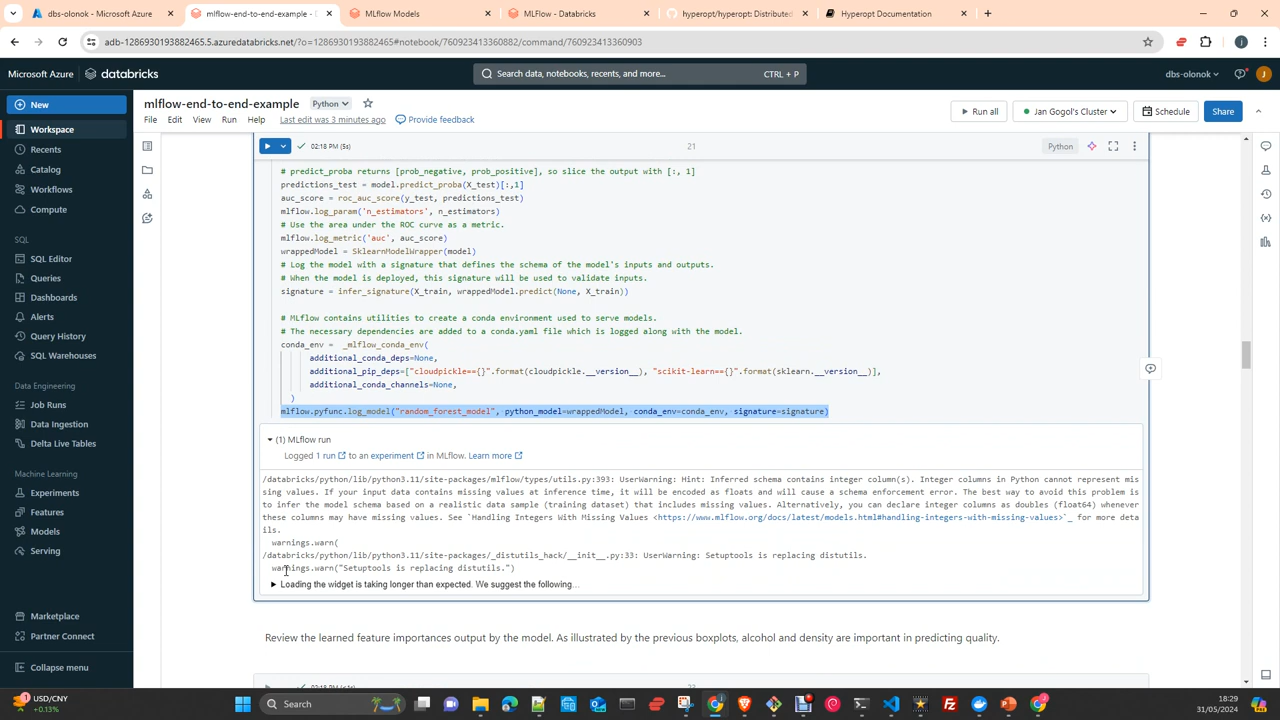 dbs-olonok - Microsoft Azure
mlflow-end-to-end-example -
MLflow Models
MLFlow - Databricks
hyperopt/hyperopt: Distributed
Hyperopt Documentation
adb-1286930193882465.5.azuredatabricks.net/?o=1286930193882465#notebook/760923413360882/command/760923413360903
Microsoft Azure
databricks
Search data, notebooks, recents, and more...
CTRL + P
dbs-olonok
J
New
Workspace
Recents
Catalog
Workflows
Compute
SQL
SQL Editor
Queries
Dashboards
Alerts
Query History
SQL Warehouses
Data Engineering
Job Runs
Data Ingestion
Delta Live Tables
Machine Learning
Experiments
Features
Models
Serving
Marketplace
Partner Connect
Collapse menu
mlflow-end-to-end-example
Python
File Edit View Run Help
Last edit was 3 minutes ago
Provide feedback
Run all
Jan Gogol's Cluster
Schedule
Share
02:18 PM (5s)
21
Python
# predict_proba returns [prob_negative, prob_positive], so slice the output with [:, 1]
predictions_test = model.predict_proba(X_test)[:,1]
auc_score = roc_auc_score(y_test, predictions_test)
mlflow.log_param('n_estimators', n_estimators)
# Use the area under the ROC curve as a metric.
mlflow.log_metric('auc', auc_score)
wrappedModel = SklearnModelWrapper(model)
# Log the model with a signature that defines the schema of the model's inputs and outputs.
# When the model is deployed, this signature will be used to validate inputs.
signature = infer_signature(X_train, wrappedModel.predict(None, X_train))
# MLflow contains utilities to create a conda environment used to serve models.
# The necessary dependencies are added to a conda.yaml file which is logged along with the model.
conda_env = _mlflow_conda_env(
additional_conda_deps=None,
additional_pip_deps=["cloudpickle=={}".format(cloudpickle.__version__), "scikit-learn=={}".format(sklearn.__version__)],
additional_conda_channels=None,
)
mlflow.pyfunc.log_model("random_forest_model", python_model=wrappedModel, conda_env=conda_env, signature=signature)
(1) MLflow run
Logged 1 run to an experiment in MLflow. Learn more
/databricks/python/lib/python3.11/site-packages/mlflow/types/utils.py:393: UserWarning: Hint: Inferred schema contains integer column(s). Integer columns in Python cannot represent mis
sing values. If your input data contains missing values at inference time, it will be encoded as floats and will cause a schema enforcement error. The best way to avoid this problem is
to infer the model schema based on a realistic data sample (training dataset) that includes missing values. Alternatively, you can declare integer columns as doubles (float64) whenever
these columns may have missing values. See `Handling Integers With Missing Values <https://www.mlflow.org/docs/latest/models.html#handling-integers-with-missing-values>`_ for more deta
ils.
warnings.warn(
/databricks/python/lib/python3.11/site-packages/_distutils_hack/__init__.py:33: UserWarning: Setuptools is replacing distutils.
warnings.warn("Setuptools is replacing distutils.")
Loading the widget is taking longer than expected. We suggest the following...
Review the learned feature importances output by the model. As illustrated by the previous boxplots, alcohol and density are important in predicting quality.
USD/CNY
+0.13%
Search
18:29
31/05/2024